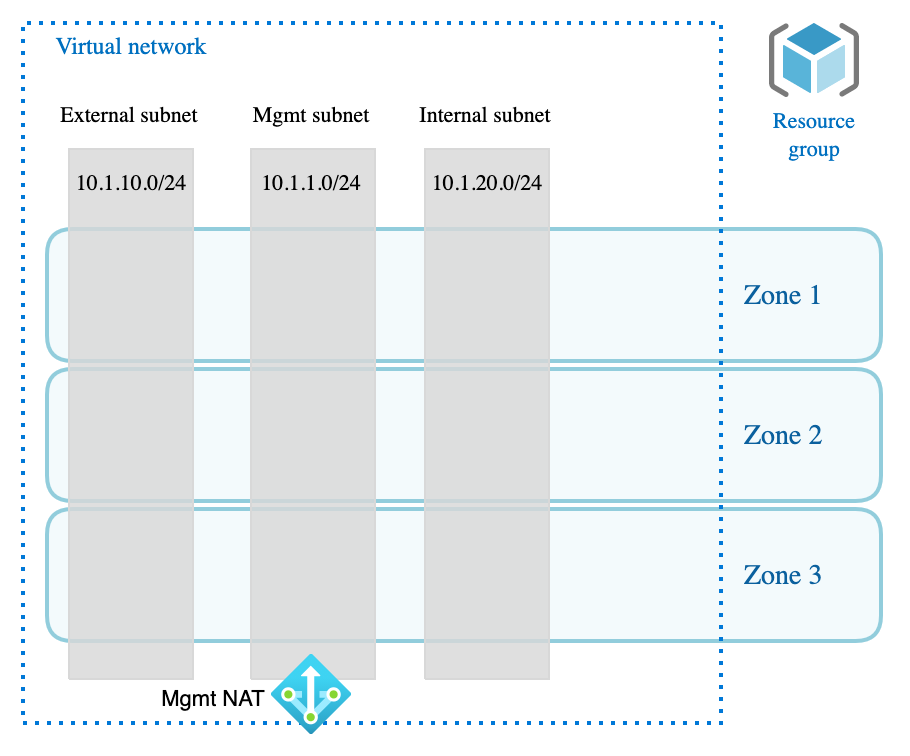 Virtual network
Resource
group
External subnet
Mgmt subnet
Internal subnet
10.1.10.0/24
10.1.1.0/24
10.1.20.0/24
Zone 1
Zone 2
Zone 3
Mgmt NAT